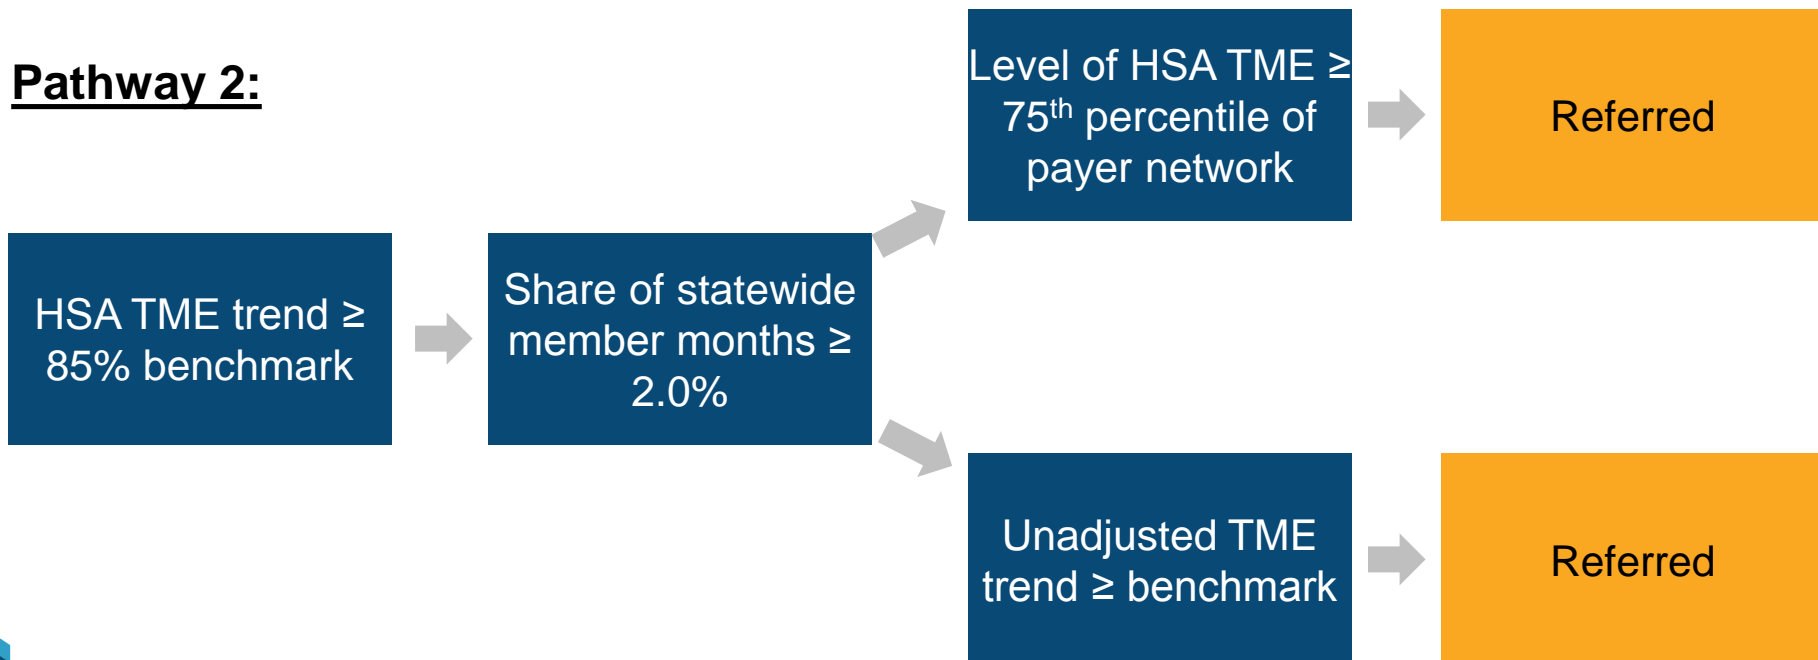 Pathway 2:
HSA TME trend ≥
85% benchmark
Share of statewide
member months ≥
2.0%
Level of HSA TME ≥
75th percentile of
payer network
Referred
Unadjusted TME
trend ≥ benchmark
Referred